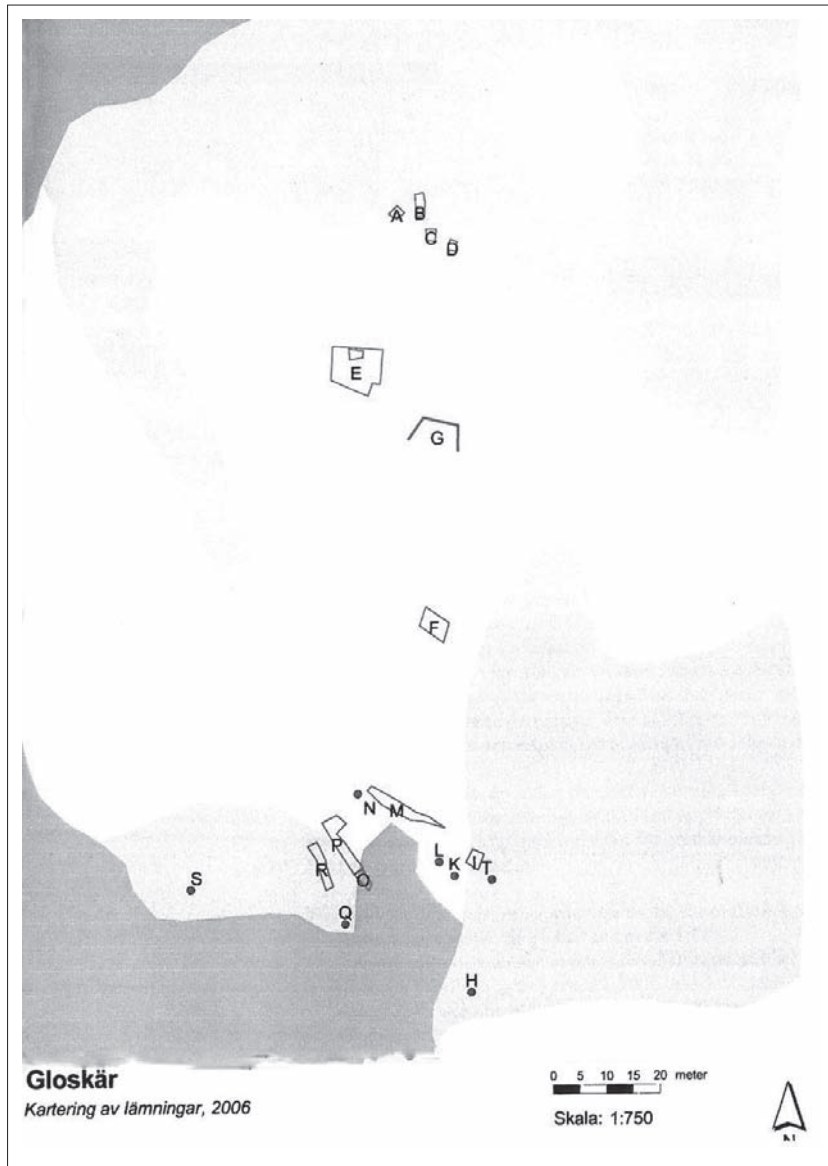 A B
C D
E
G
F
N M
P
L
K I T
R O
S
Q
H
Gloskär
Kartering av lämningar, 2006
0 5 10 15 20 meter
Skala: 1:750
N